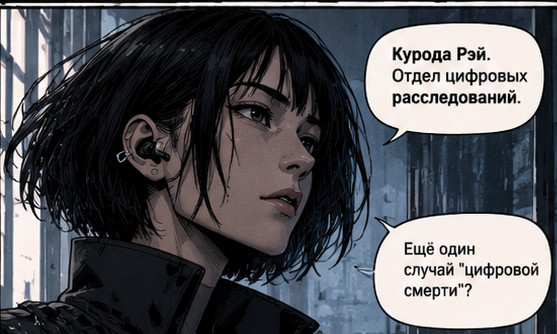 Курода Рэй.
Отдел цифровых
расследований.
Ещё один
случай "цифровой
смерти"?